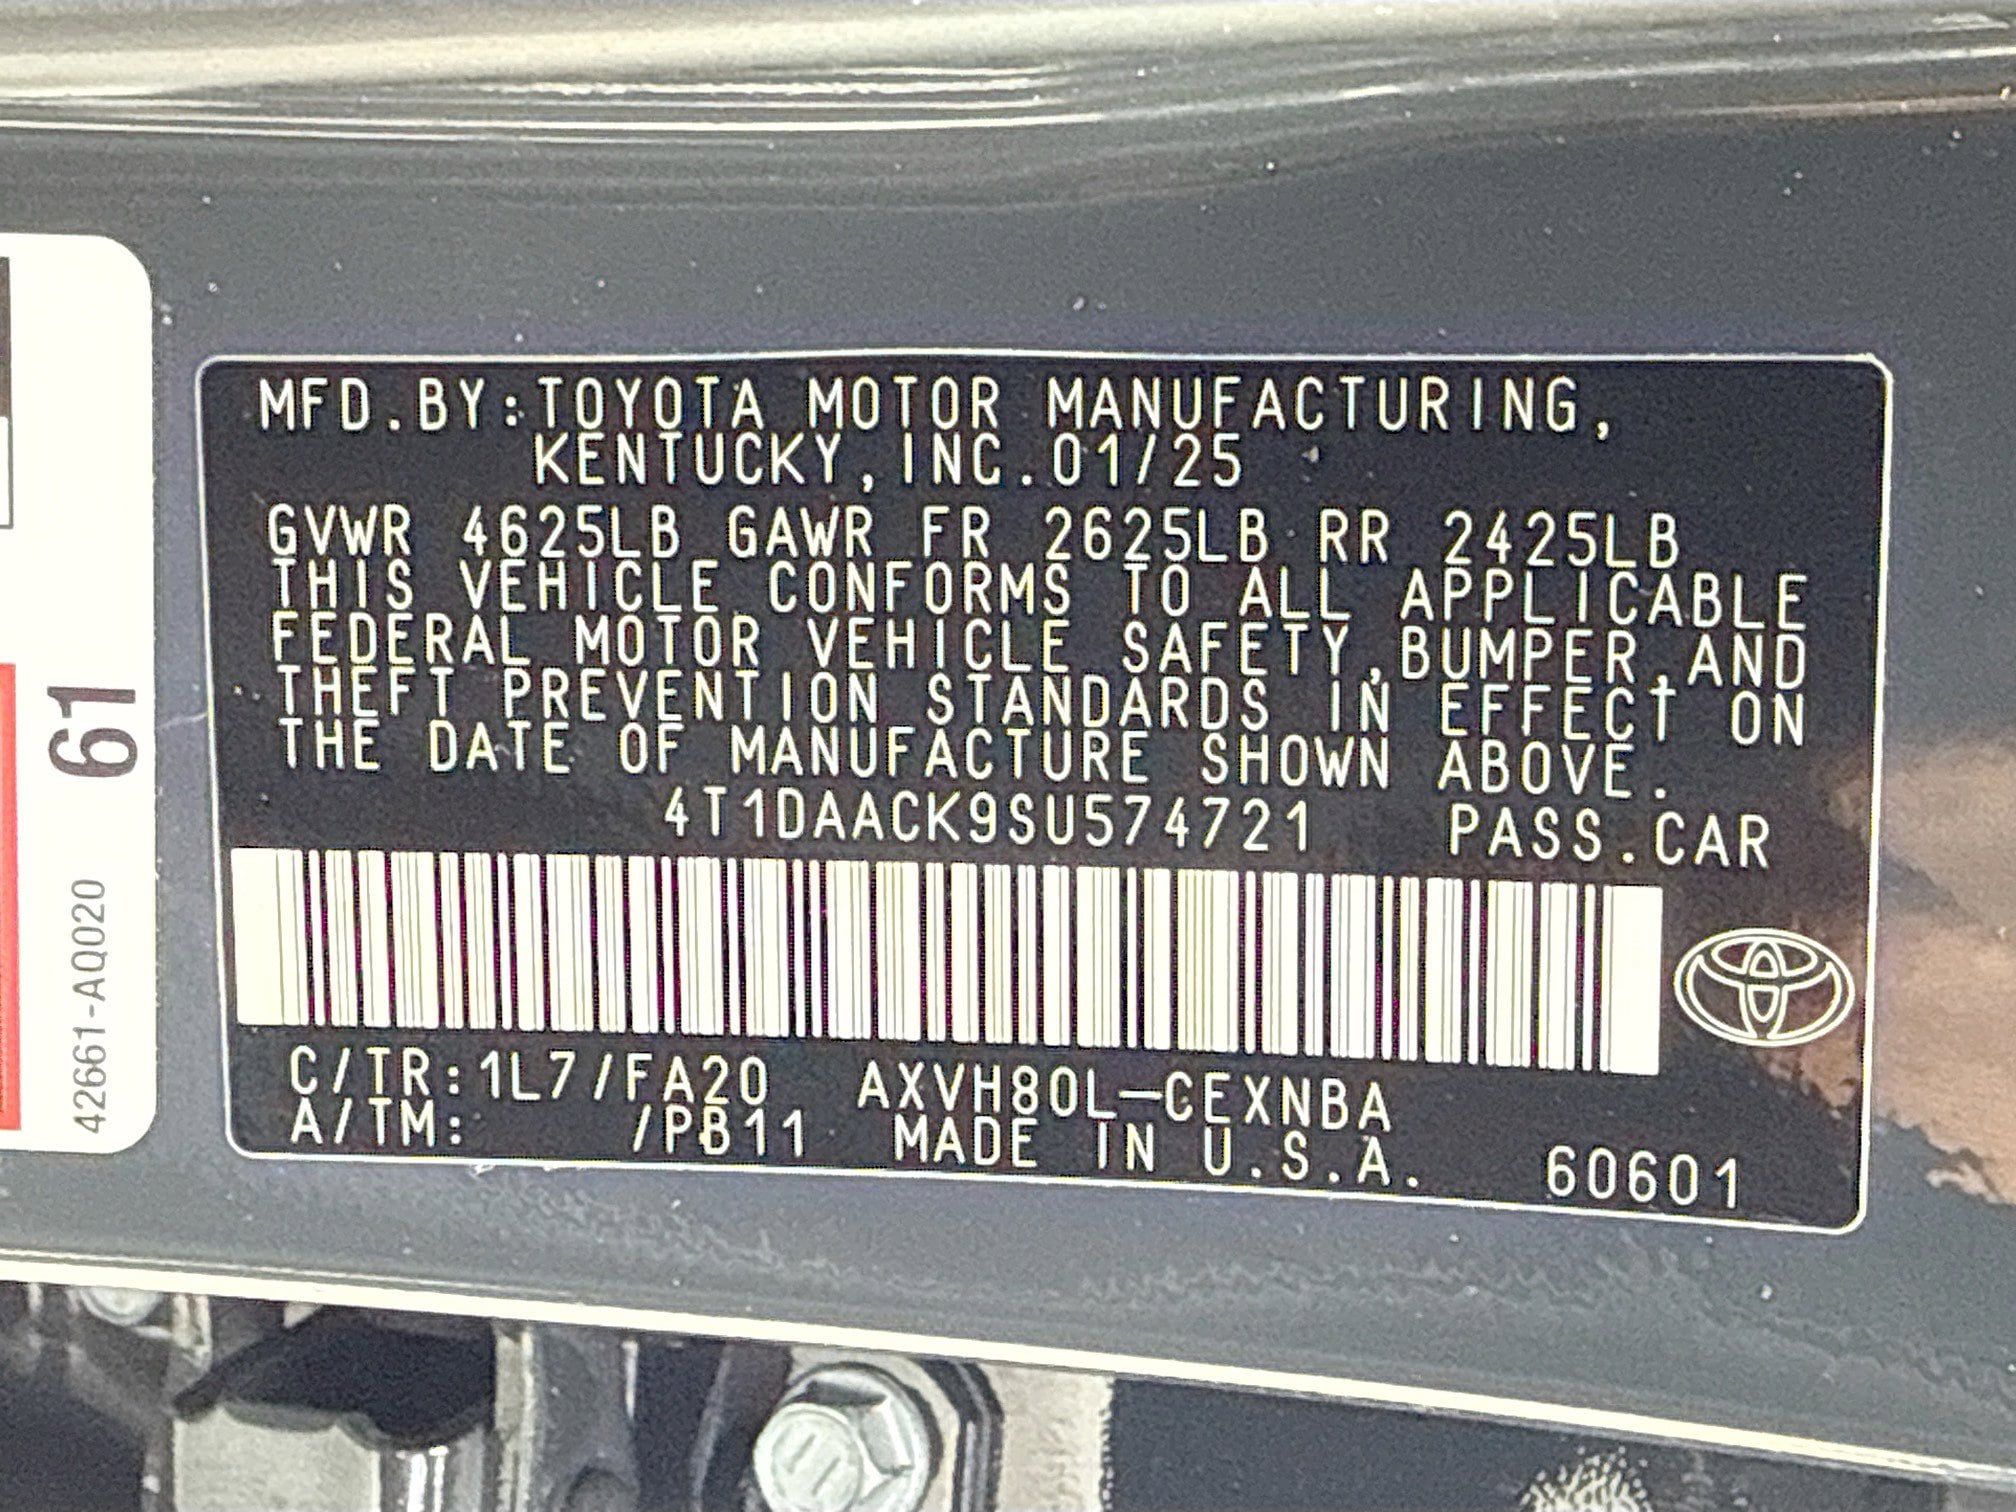 MFD.BY:TOYOTA MOTOR MANUFACTURING,
KENTUCKY,INC.01/25
GVWR 4625LB GAWR FR 2625LB RR 2425LB
THIS VEHICLE CONFORMS TO ALL APPLICABLE
FEDERAL MOTOR VEHICLE SAFETY,BUMPER,AND
THEFT PREVENTION STANDARDS IN EFFECT ON
THE DATE OF MANUFACTURE SHOWN ABOVE.
4T1DAACK9SU574721 PASS.CAR
C/TR:1L7/FA20 AXVH80L-CEXNBA
A/TM: /PB11 MADE IN U.S.A. 60601
61
42661-AQ020